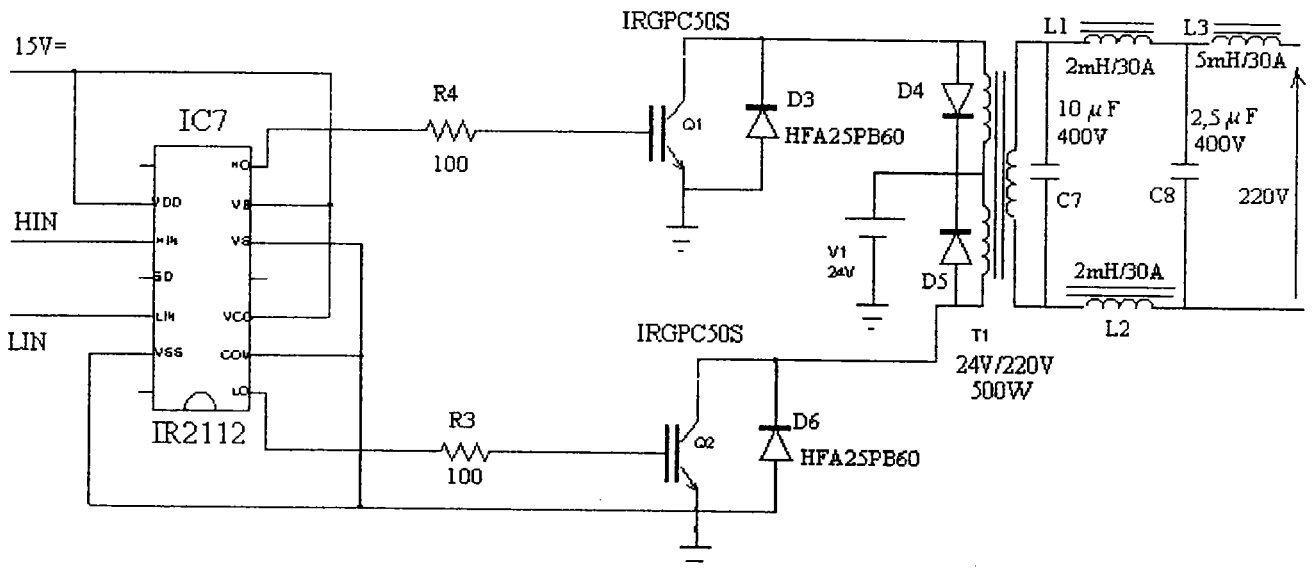 IRGPC50S
15V=
L1
L3
2mH/30A
5mH/30A
IC7
R4
100
Q1
D3
HFA25PB60
D4
10 μF
400V
2,5 μF
400V
C7
C8
220V
HO
VDD
VB
HIN
HIN
VS
SD
V1
24V
D5
2mH/30A
L2
LIN
LIN
VCC
VSS
COM
LO
IR2112
IRGPC50S
T1
24V/220V
500W
R3
100
Q2
D6
HFA25PB60